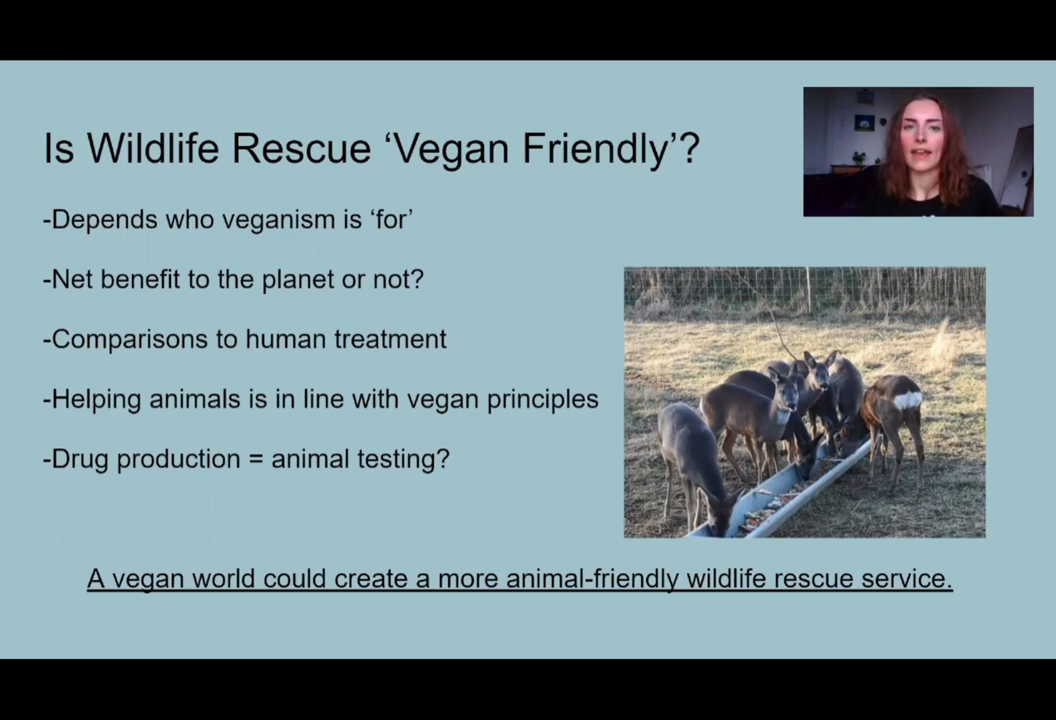 Is Wildlife Rescue ‘Vegan Friendly’?
-Depends who veganism is ‘for’
-Net benefit to the planet or not?
-Comparisons to human treatment
-Helping animals is in line with vegan principles
-Drug production = animal testing?
A vegan world could create a more animal-friendly wildlife rescue service.